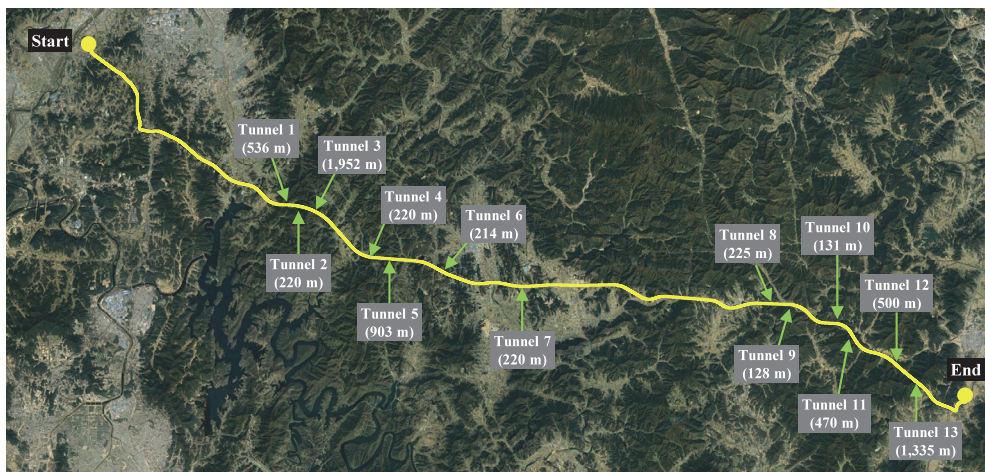 Start
Tunnel 1
(536 m)
Tunnel 3
(1,952 m)
Tunnel 4
(220 m)
Tunnel 6
(214 m)
Tunnel 2
(220 m)
Tunnel 5
(903 m)
Tunnel 7
(220 m)
Tunnel 8
(225 m)
Tunnel 10
(131 m)
Tunnel 12
(500 m)
Tunnel 9
(128 m)
Tunnel 11
(470 m)
End
Tunnel 13
(1,335 m)